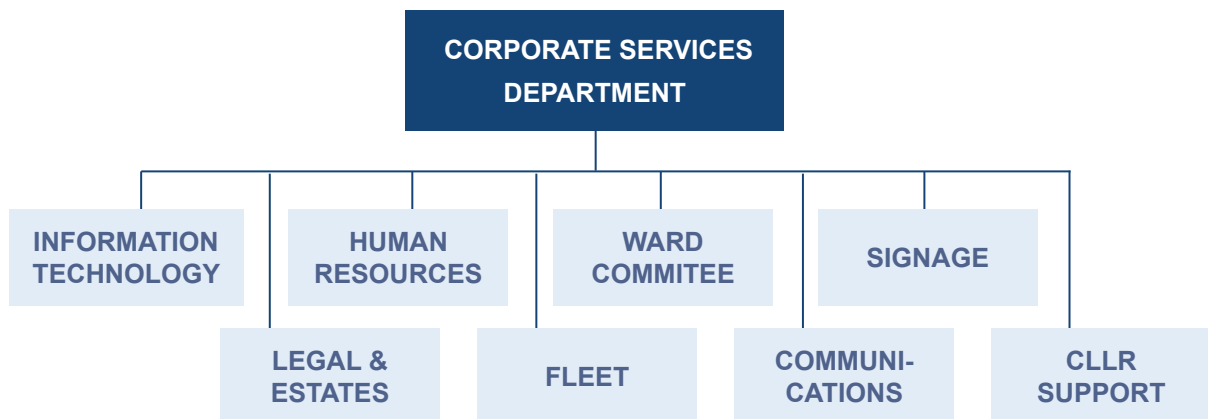 CORPORATE SERVICES
DEPARTMENT
INFORMATION
TECHNOLOGY
HUMAN
RESOURCES
WARD
COMMITEE
SIGNAGE
LEGAL &
ESTATES
FLEET
COMMUNI-
CATIONS
CLLR
SUPPORT